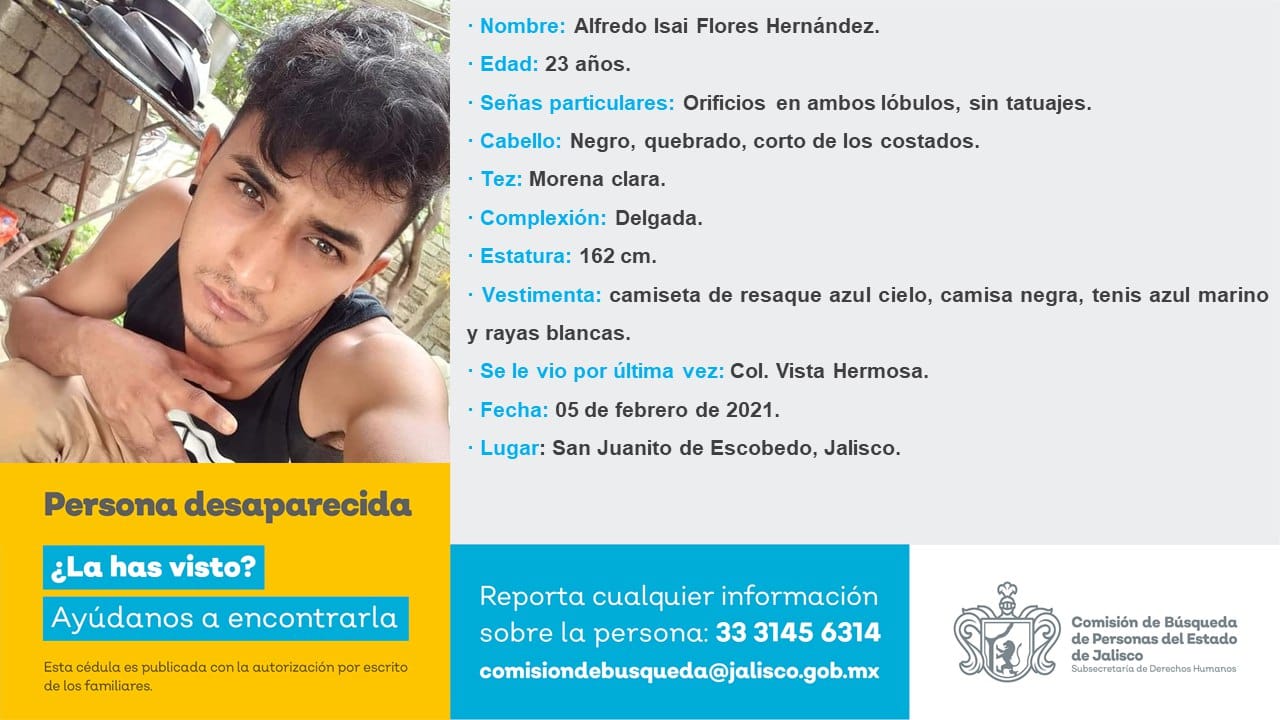 · Nombre: Alfredo Isai Flores Hernández.
· Edad: 23 años.
· Señas particulares: Orificios en ambos lóbulos, sin tatuajes.
· Cabello: Negro, quebrado, corto de los costados.
· Tez: Morena clara.
· Complexión: Delgada.
· Estatura: 162 cm.
· Vestimenta: camiseta de resaque azul cielo, camisa negra, tenis azul marino
y rayas blancas.
· Se le vio por última vez: Col. Vista Hermosa.
· Fecha: 05 de febrero de 2021.
· Lugar: San Juanito de Escobedo, Jalisco.
Persona desaparecida
¿La has visto?
Ayúdanos a encontrarla
Esta cédula es publicada con la autorización por escrito
de los familiares.
Reporta cualquier información
sobre la persona: 33 3145 6314
comisiondebusqueda@jalisco.gob.mx
Comisión de Búsqueda
de Personas del Estado
de Jalisco
Subsecretaría de Derechos Humanos